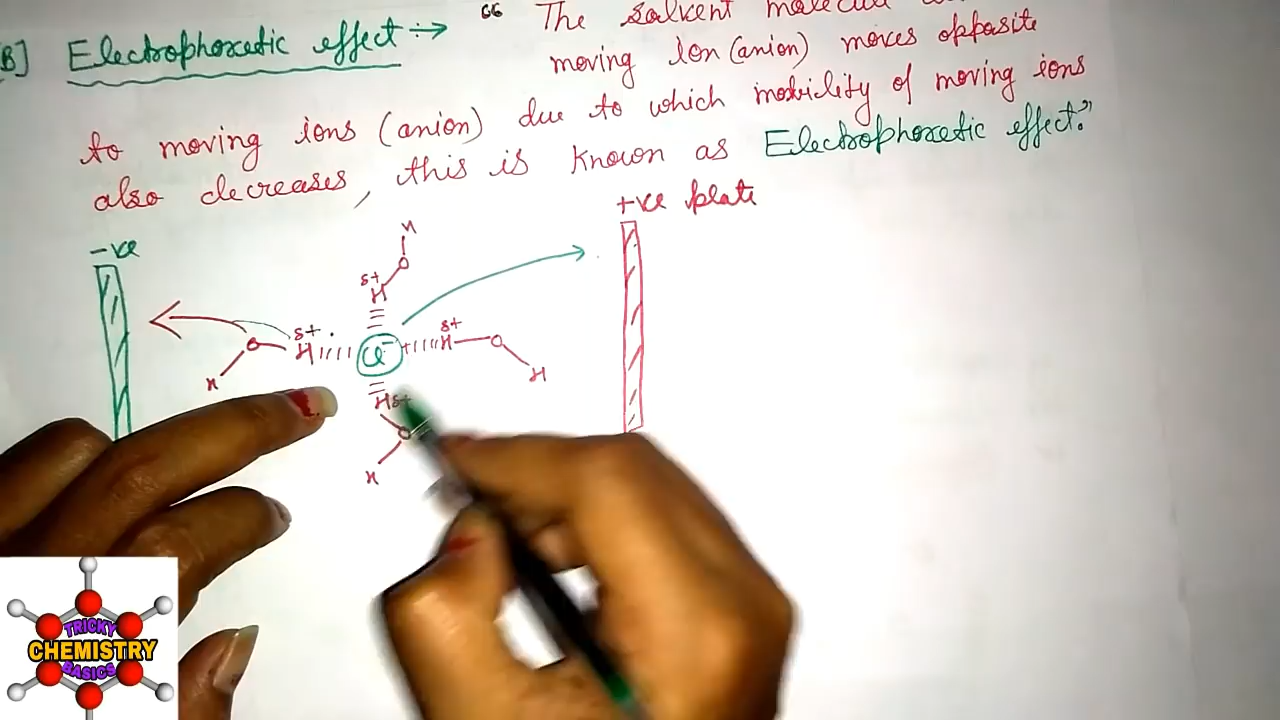 B] Electrophoretic effect :→ " The solvent
moving Ion (anion) moves opposite
to moving ions (anion) due to which mobility of moving ions
also decreases, this is known as Electrophoretic effect."
+ve plate
-ve
H
O
δ+
H
δ+
H
O
H
Cl-
δ+
H
O
H
Hδ+
O
H
TRICKY
CHEMISTRY
BASICS